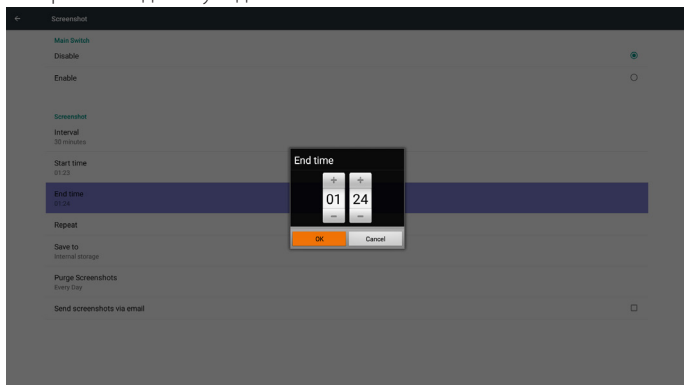 Screenshot
Main Switch
Disable
Enable
Screenshot
Interval
30 minutes
Start time
01:23
End time
01:24
Repeat
Save to
Internal storage
Purge Screenshots
Every Day
Send screenshots via email
End time
+ +
01 24
− −
OK Cancel